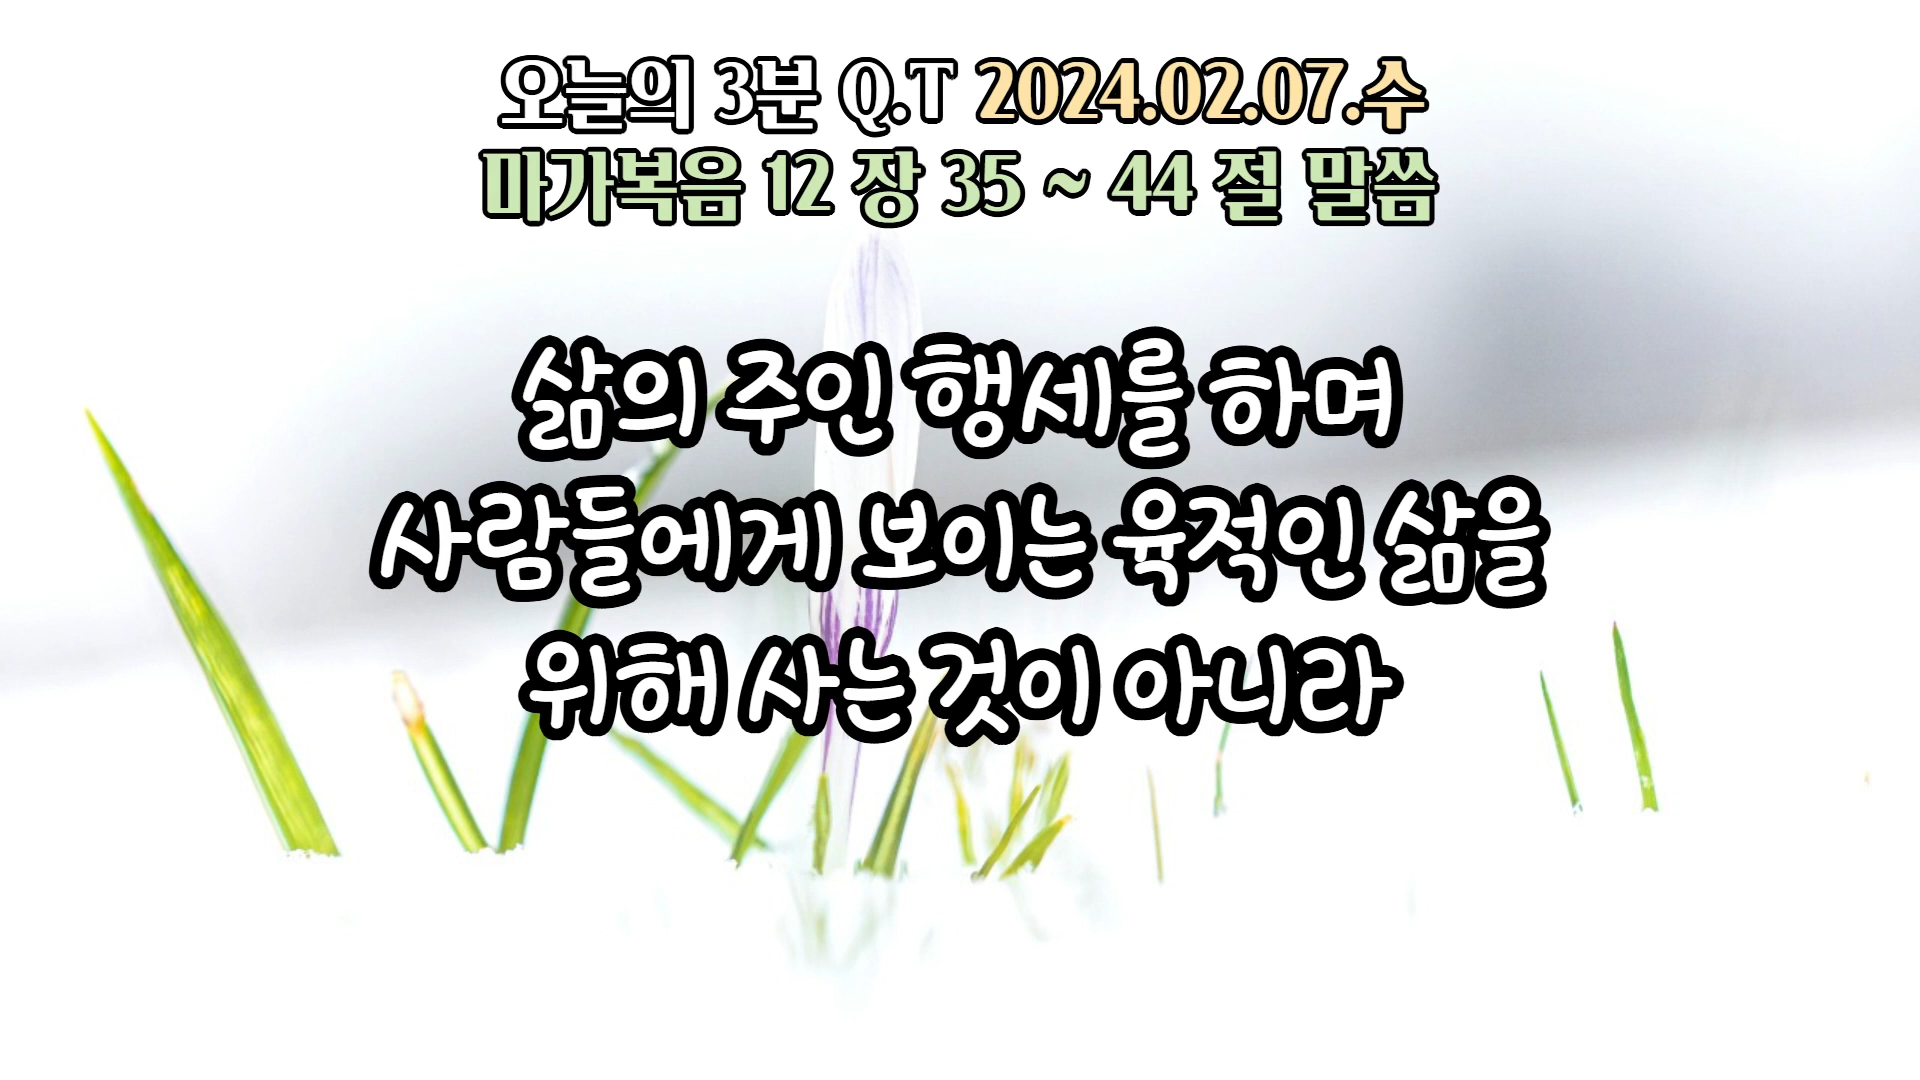 오늘의 3분 Q.T 2024.02.07.수
마가복음 12 장 35 ~ 44 절 말씀
삶의 주인 행세를 하며
사람들에게 보이는 육적인 삶을
위해 사는 것이 아니라